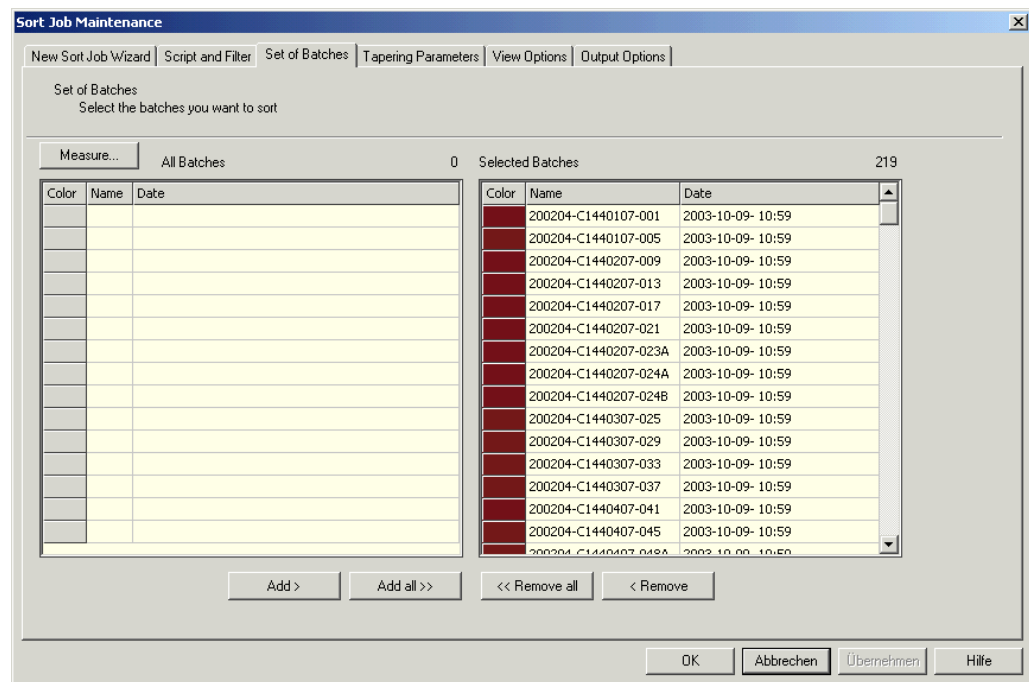 Sort Job Maintenance
New Sort Job Wizard Script and Filter Set of Batches Tapering Parameters View Options Output Options
Set of Batches
Select the batches you want to sort
Measure... All Batches 0 Selected Batches 219
Color Name Date Color Name Date
200204-C1440107-001 2003-10-09- 10:59
200204-C1440107-005 2003-10-09- 10:59
200204-C1440207-009 2003-10-09- 10:59
200204-C1440207-013 2003-10-09- 10:59
200204-C1440207-017 2003-10-09- 10:59
200204-C1440207-021 2003-10-09- 10:59
200204-C1440207-023A 2003-10-09- 10:59
200204-C1440207-024A 2003-10-09- 10:59
200204-C1440207-024B 2003-10-09- 10:59
200204-C1440307-025 2003-10-09- 10:59
200204-C1440307-029 2003-10-09- 10:59
200204-C1440307-033 2003-10-09- 10:59
200204-C1440307-037 2003-10-09- 10:59
200204-C1440407-041 2003-10-09- 10:59
200204-C1440407-045 2003-10-09- 10:59
200204-C1440407-048A 2003-10-09- 10:59
Add > Add all >> << Remove all < Remove
OK Abbrechen Übernehmen Hilfe